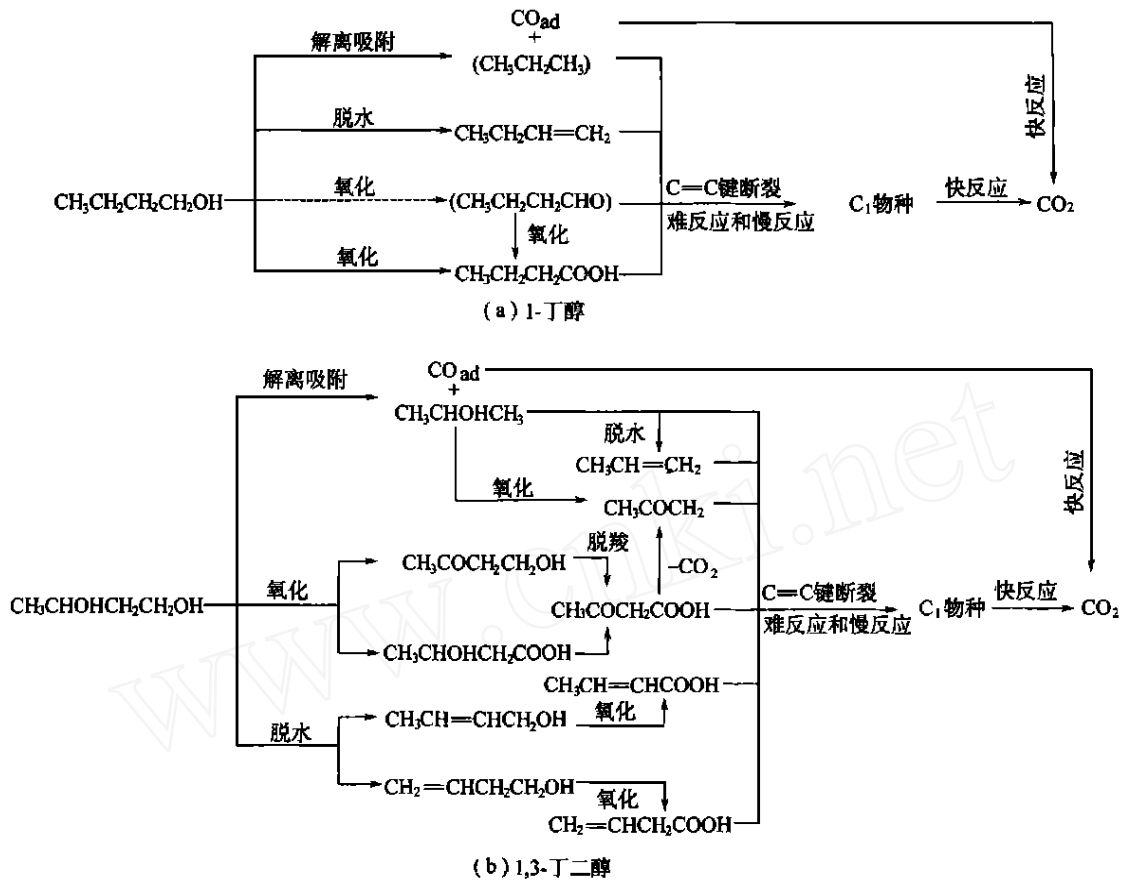 COad
+
解离吸附
(CH₃CH₂CH₃)
快反应
脱水
CH₃CH₂CH=CH₂
CH₃CH₂CH₂CH₂OH
氧化
(CH₃CH₂CH₂CHO)
C=C键断裂
难反应和慢反应
C₁物种
快反应
CO₂
氧化
氧化
CH₃CH₂CH₂COOH
(a) 1-丁醇
COad
+
解离吸附
CH₃CHOHCH₃
脱水
CH₃CH=CH₂
快反应
氧化
CH₃COCH₂
CH₃COCH₂CH₂OH
脱羧
-CO₂
CH₃CHOHCH₂CH₂OH
氧化
CH₃COCH₂COOH
C=C键断裂
难反应和慢反应
C₁物种
快反应
CO₂
CH₃CHOHCH₂COOH
CH₃CH=CHCOOH
脱水
CH₃CH=CHCH₂OH
氧化
CH₂=CHCH₂CH₂OH
氧化
CH₂=CHCH₂COOH
(b) 1,3-丁二醇
www.cnki.net